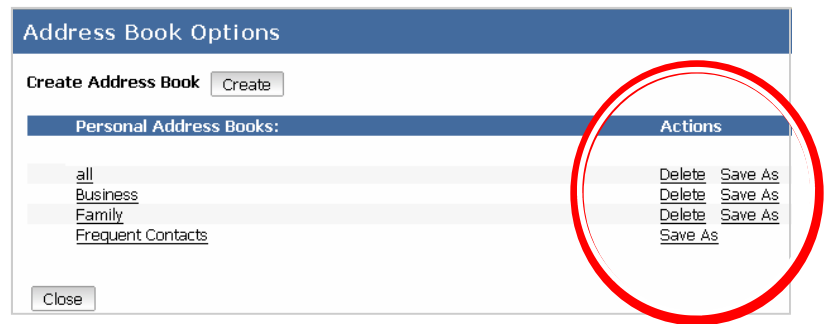 Address Book Options
Create Address Book Create
Personal Address Books: Actions
all Delete Save As
Business Delete Save As
Family Delete Save As
Frequent Contacts Save As
Close